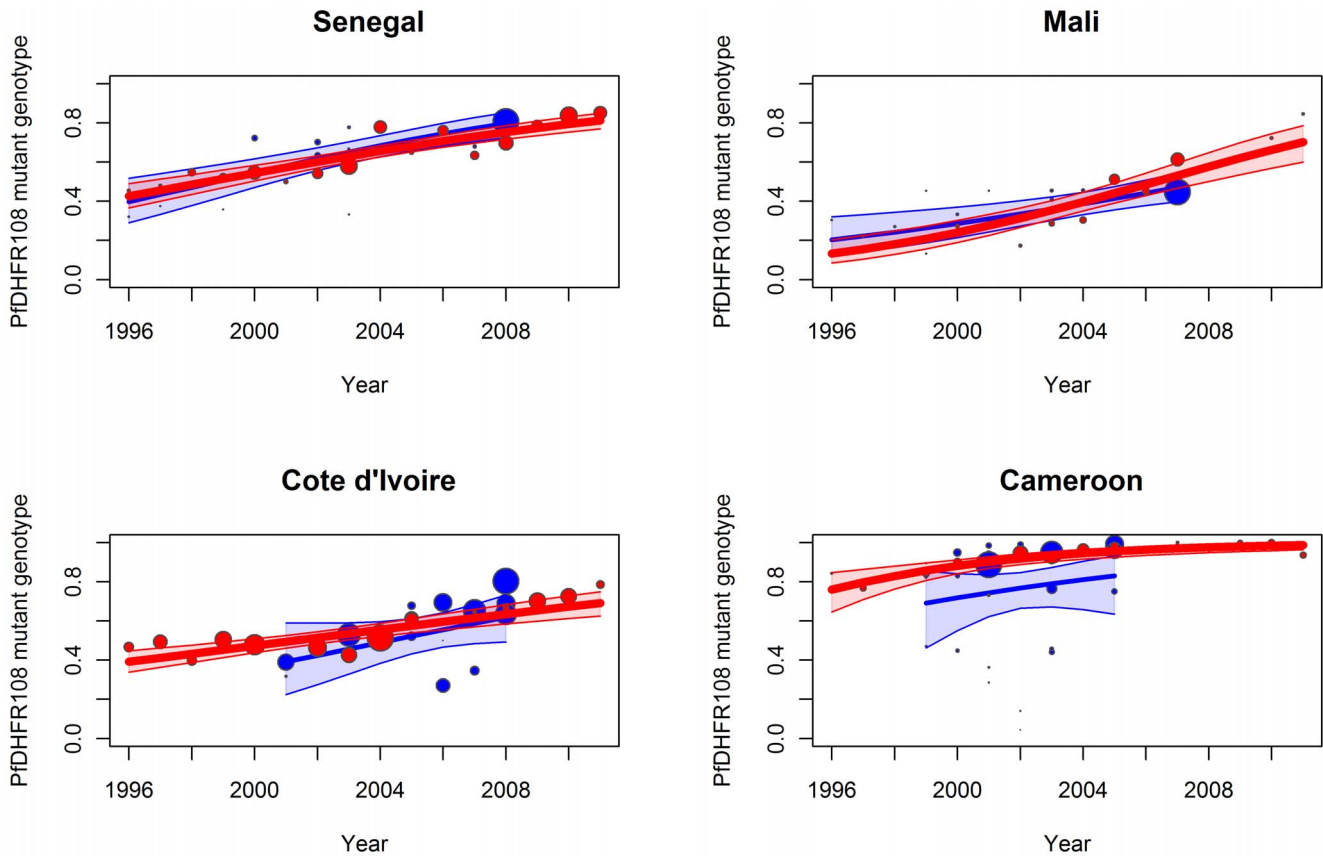 Senegal
PfDHFR108 mutant genotype
0.8
0.4
0.0
1996 2000 2004 2008
Year
Mali
PfDHFR108 mutant genotype
0.8
0.4
0.0
1996 2000 2004 2008
Year
Cote d'Ivoire
PfDHFR108 mutant genotype
0.8
0.4
0.0
1996 2000 2004 2008
Year
Cameroon
PfDHFR108 mutant genotype
0.8
0.4
0.0
1996 2000 2004 2008
Year